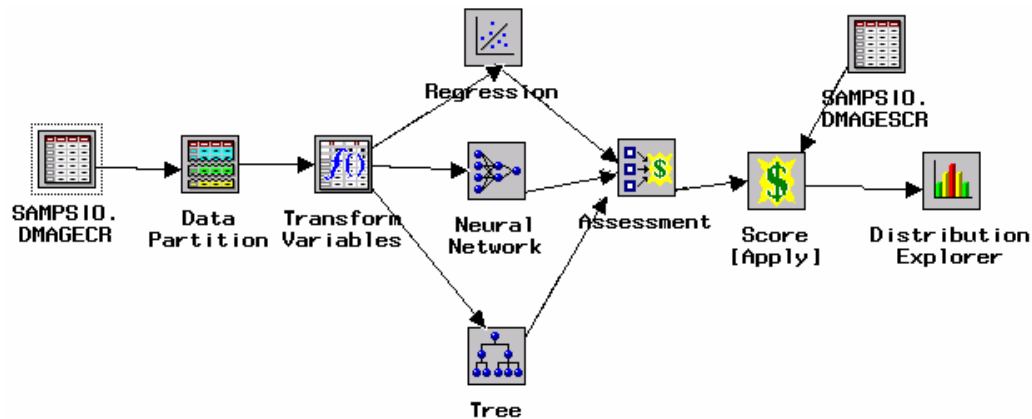 Regression
SAMPSIO.
DMAGESCR
SAMPSIO.
DMAGECR
Data
Partition
f()
Transform
Variables
Neural
Network
$
Assessment
$
Score
[Apply]
Distribution
Explorer
Tree